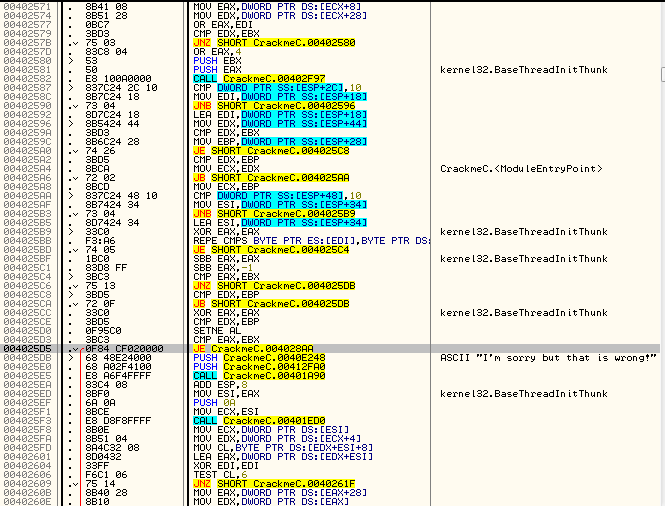 00402571 . 8B41 08 MOV EAX,DWORD PTR DS:[ECX+8]
00402574 . 8B51 28 MOV EDX,DWORD PTR DS:[ECX+28]
00402577 . 0BC7 OR EAX,EDI
00402579 . 3BD3 CMP EDX,EBX
0040257B .v 75 03 JNZ SHORT CrackmeC.00402580
0040257D . 83C8 04 OR EAX,4
00402580 > 53 PUSH EBX
00402581 . 50 PUSH EAX kernel32.BaseThreadInitThunk
00402582 . E8 100A0000 CALL CrackmeC.00402F97
00402587 > 837C24 2C 10 CMP DWORD PTR SS:[ESP+2C],10
0040258C . 8B7C24 18 MOV EDI,DWORD PTR SS:[ESP+18]
00402590 .v 73 04 JNB SHORT CrackmeC.00402596
00402592 . 8D7C24 18 LEA EDI,DWORD PTR SS:[ESP+18]
00402596 > 8B5424 44 MOV EDX,DWORD PTR SS:[ESP+44]
0040259A . 3BD3 CMP EDX,EBX
0040259C . 8B6C24 28 MOV EBP,DWORD PTR SS:[ESP+28]
004025A0 .v 74 26 JE SHORT CrackmeC.004025C8
004025A2 . 3BD5 CMP EDX,EBP
004025A4 . 8BCA MOV ECX,EDX CrackmeC.<ModuleEntryPoint>
004025A6 .v 72 02 JB SHORT CrackmeC.004025AA
004025A8 . 8BCD MOV ECX,EBP
004025AA > 837C24 48 10 CMP DWORD PTR SS:[ESP+48],10
004025AF . 8B7424 34 MOV ESI,DWORD PTR SS:[ESP+34]
004025B3 .v 73 04 JNB SHORT CrackmeC.004025B9
004025B5 . 8D7424 34 LEA ESI,DWORD PTR SS:[ESP+34]
004025B9 > 33C0 XOR EAX,EAX kernel32.BaseThreadInitThunk
004025BB . F3:A6 REPE CMPS BYTE PTR ES:[EDI],BYTE PTR DS:
004025BD .v 74 05 JE SHORT CrackmeC.004025C4
004025BF . 1BC0 SBB EAX,EAX kernel32.BaseThreadInitThunk
004025C1 . 83D8 FF SBB EAX,-1
004025C4 > 3BC3 CMP EAX,EBX
004025C6 .v 75 13 JNZ SHORT CrackmeC.004025DB
004025C8 > 3BD5 CMP EDX,EBP
004025CA .v 72 0F JB SHORT CrackmeC.004025DB
004025CC . 33C0 XOR EAX,EAX kernel32.BaseThreadInitThunk
004025CE . 3BD5 CMP EDX,EBP
004025D0 . 0F95C0 SETNE AL
004025D3 . 3BC3 CMP EAX,EBX
004025D5 .v 0F84 CF020000 JE CrackmeC.004028AA
004025DB > 68 48E24000 PUSH CrackmeC.0040E248 ASCII "I'm sorry but that is wrong!"
004025E0 . 68 A02F4100 PUSH CrackmeC.00412FA0
004025E5 . E8 A6F4FFFF CALL CrackmeC.00401A90
004025EA . 83C4 08 ADD ESP,8
004025ED . 8BF0 MOV ESI,EAX kernel32.BaseThreadInitThunk
004025EF . 6A 0A PUSH 0A
004025F1 . 8BCE MOV ECX,ESI
004025F3 . E8 D8F8FFFF CALL CrackmeC.00401ED0
004025F8 . 8B0E MOV ECX,DWORD PTR DS:[ESI]
004025FA . 8B51 04 MOV EDX,DWORD PTR DS:[ECX+4]
004025FD . 8A4C32 08 MOV CL,BYTE PTR DS:[EDX+ESI+8]
00402601 . 8D0432 LEA EAX,DWORD PTR DS:[EDX+ESI]
00402604 . 33FF XOR EDI,EDI
00402606 . F6C1 06 TEST CL,6
00402609 .v 75 14 JNZ SHORT CrackmeC.0040261F
0040260B . 8B40 28 MOV EAX,DWORD PTR DS:[EAX+28]
0040260E . 8B10 MOV EDX,DWORD PTR DS:[EAX]